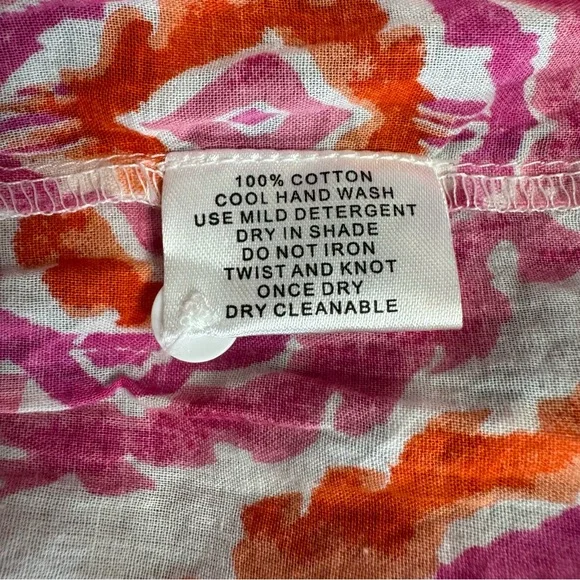 100% COTTON
COOL HAND WASH
USE MILD DETERGENT
DRY IN SHADE
DO NOT IRON
TWIST AND KNOT
ONCE DRY
DRY CLEANABLE